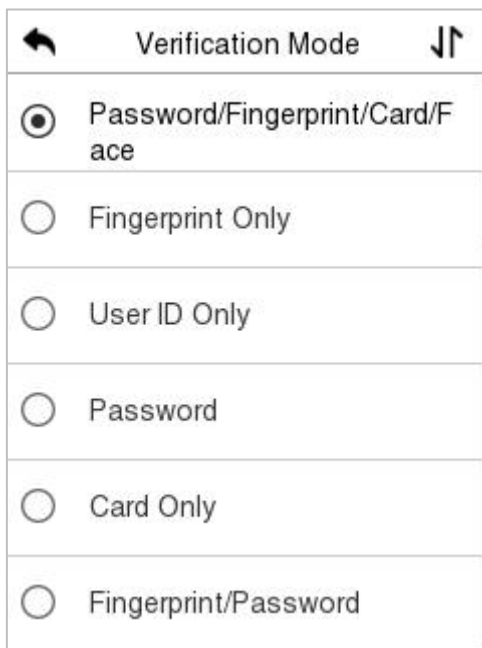 Verification Mode
Password/Fingerprint/Card/F
ace
Fingerprint Only
User ID Only
Password
Card Only
Fingerprint/Password